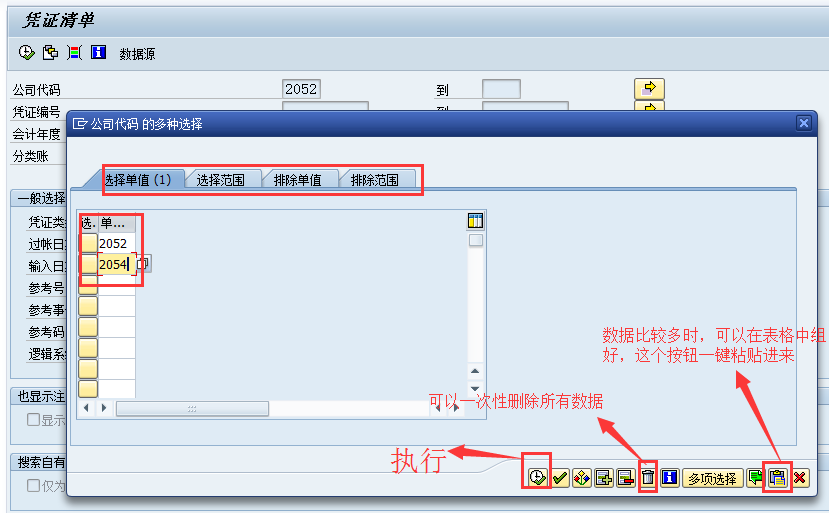 凭证清单
数据源
公司代码 2052 到
凭证编号 到
会计年度
分类账
公司代码 的多种选择
选择单值 (1) 选择范围 排除单值 排除范围
一般选择
选. 单...
凭证类
2052
过帐日
2054
输入日
参考号
参考事
参考码
逻辑系
数据比较多时，可以在表格中组
好，这个按钮一键粘贴进来
也显示注
可以一次性删除所有数据
显示
搜索自有
执行
多项选择
仅为